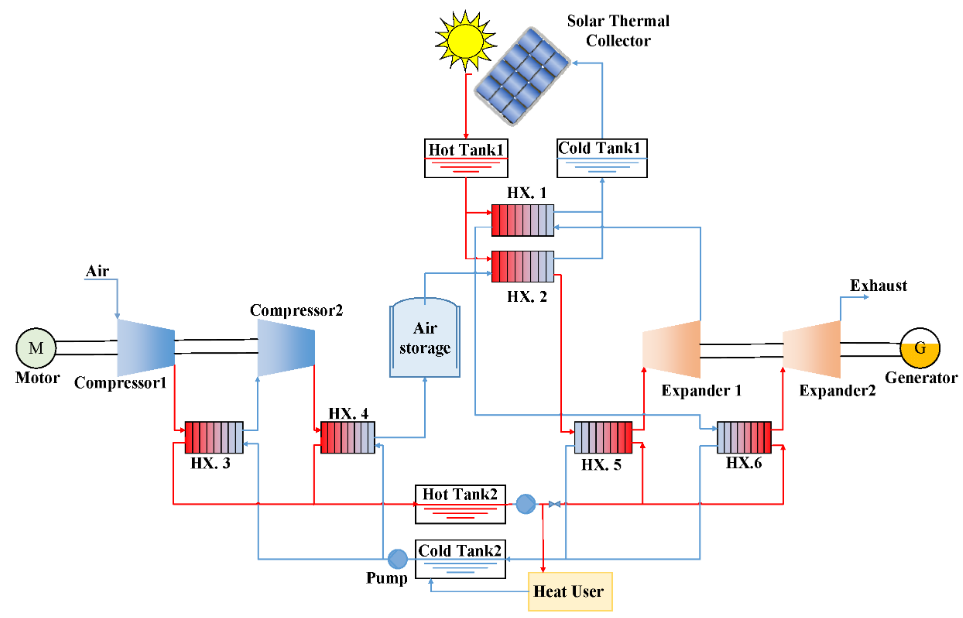 Solar Thermal
Collector
Hot Tank1
Cold Tank1
HX. 1
HX. 2
Air
Compressor2
Exhaust
Air
storage
M
G
Motor
Compressor1
Expander 1
Expander2
Generator
HX. 4
HX. 3
HX. 5
HX.6
Hot Tank2
Cold Tank2
Pump
Heat User